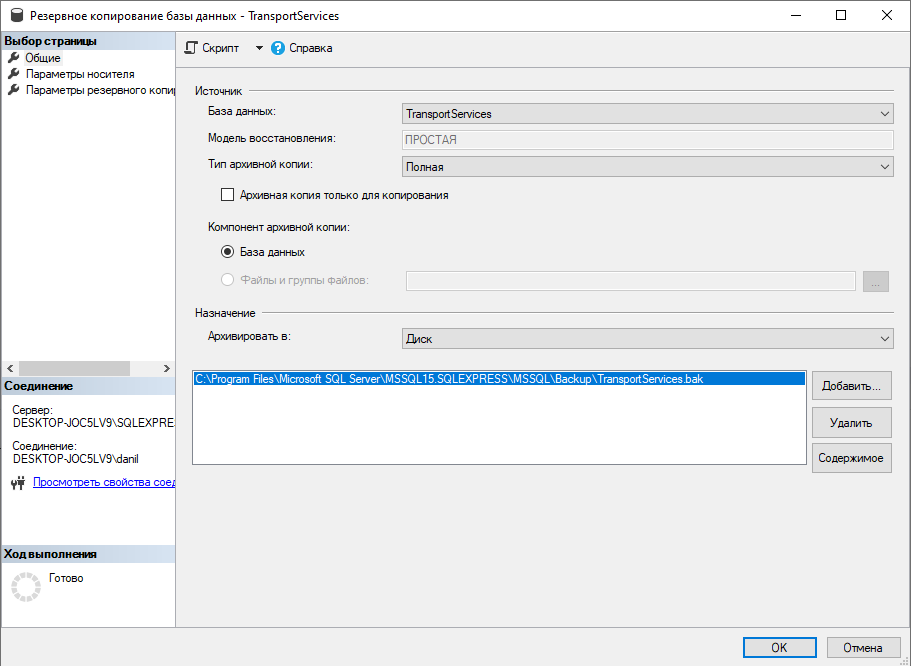 Резервное копирование базы данных - TransportServices
Выбор страницы
Общие
Параметры носителя
Параметры резервного копир
Скрипт
Справка
Источник
База данных:
TransportServices
Модель восстановления:
ПРОСТАЯ
Тип архивной копии:
Полная
Архивная копия только для копирования
Компонент архивной копии:
База данных
Файлы и группы файлов:
...
Назначение
Архивировать в:
Диск
C:\Program Files\Microsoft SQL Server\MSSQL15.SQLEXPRESS\MSSQL\Backup\TransportServices.bak
Добавить...
Удалить
Содержимое
Соединение
Сервер:
DESKTOP-JOC5LV9\SQLEXPRE
Соединение:
DESKTOP-JOC5LV9\danil
Просмотреть свойства соед
Ход выполнения
Готово
OK
Отмена